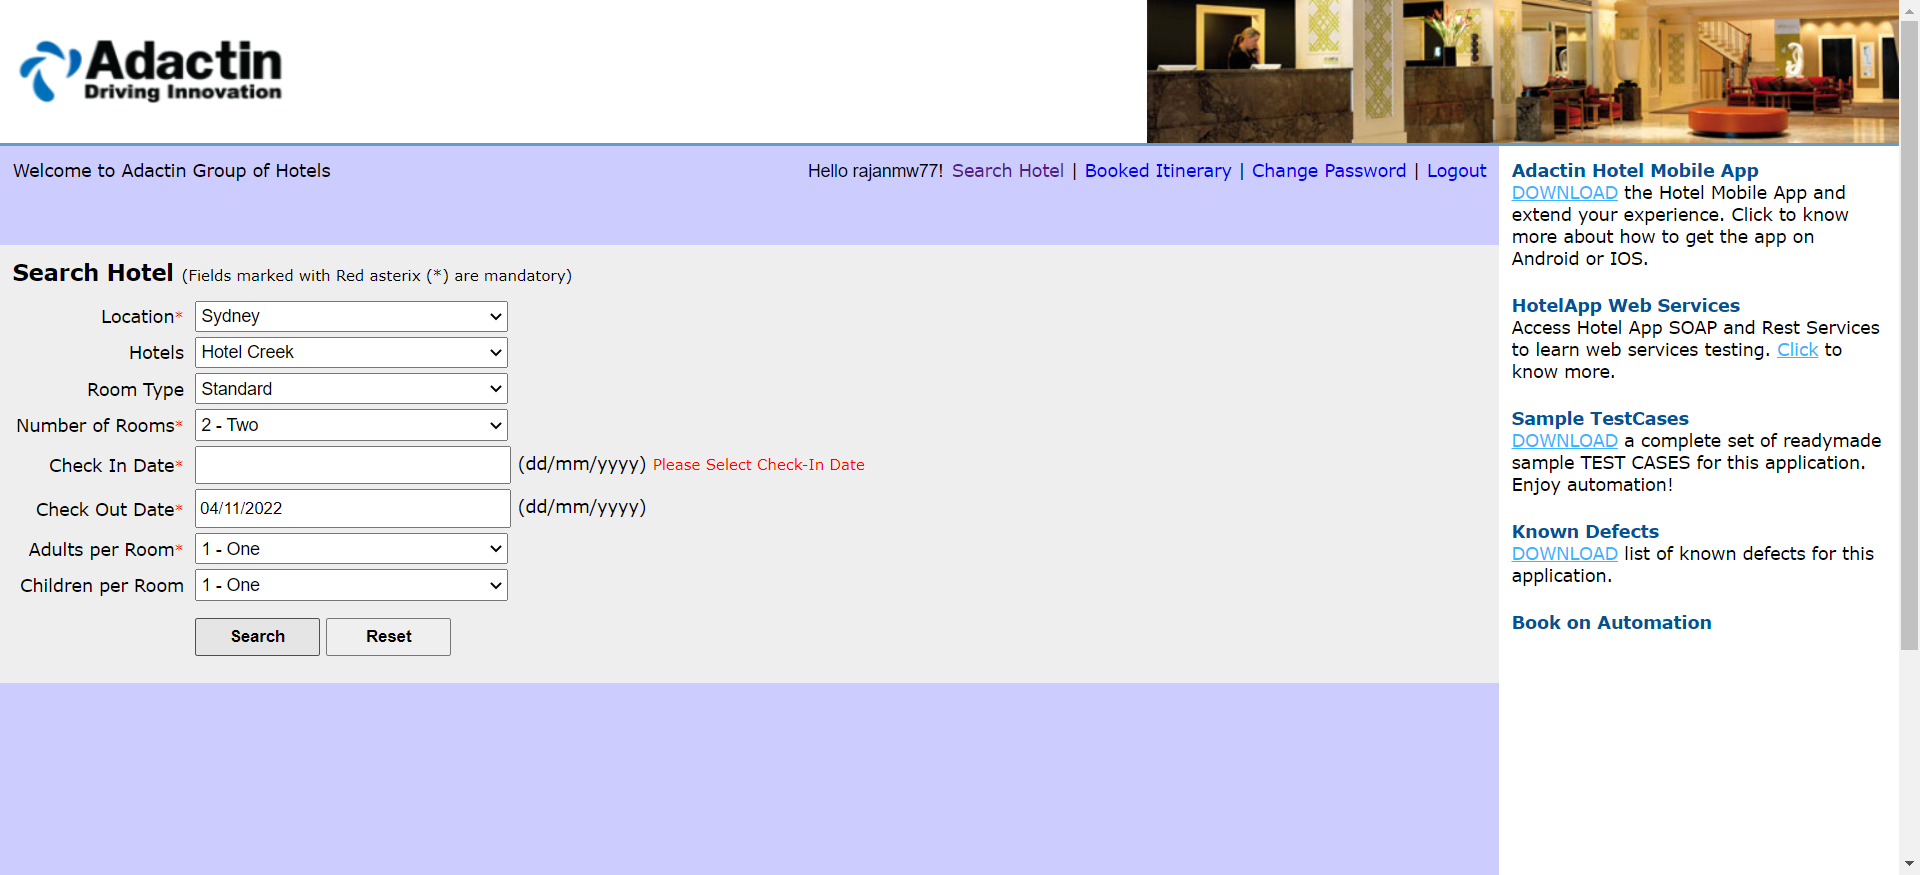 Adactin
Driving Innovation
Welcome to Adactin Group of Hotels
Hello rajanmw77! Search Hotel | Booked Itinerary | Change Password | Logout
Search Hotel (Fields marked with Red asterix (*) are mandatory)
Location* Sydney
Hotels Hotel Creek
Room Type Standard
Number of Rooms* 2 - Two
Check In Date* (dd/mm/yyyy) Please Select Check-In Date
Check Out Date* 04/11/2022 (dd/mm/yyyy)
Adults per Room* 1 - One
Children per Room 1 - One
Search Reset
Adactin Hotel Mobile App
DOWNLOAD the Hotel Mobile App and
extend your experience. Click to know
more about how to get the app on
Android or IOS.
HotelApp Web Services
Access Hotel App SOAP and Rest Services
to learn web services testing. Click to
know more.
Sample TestCases
DOWNLOAD a complete set of readymade
sample TEST CASES for this application.
Enjoy automation!
Known Defects
DOWNLOAD list of known defects for this
application.
Book on Automation